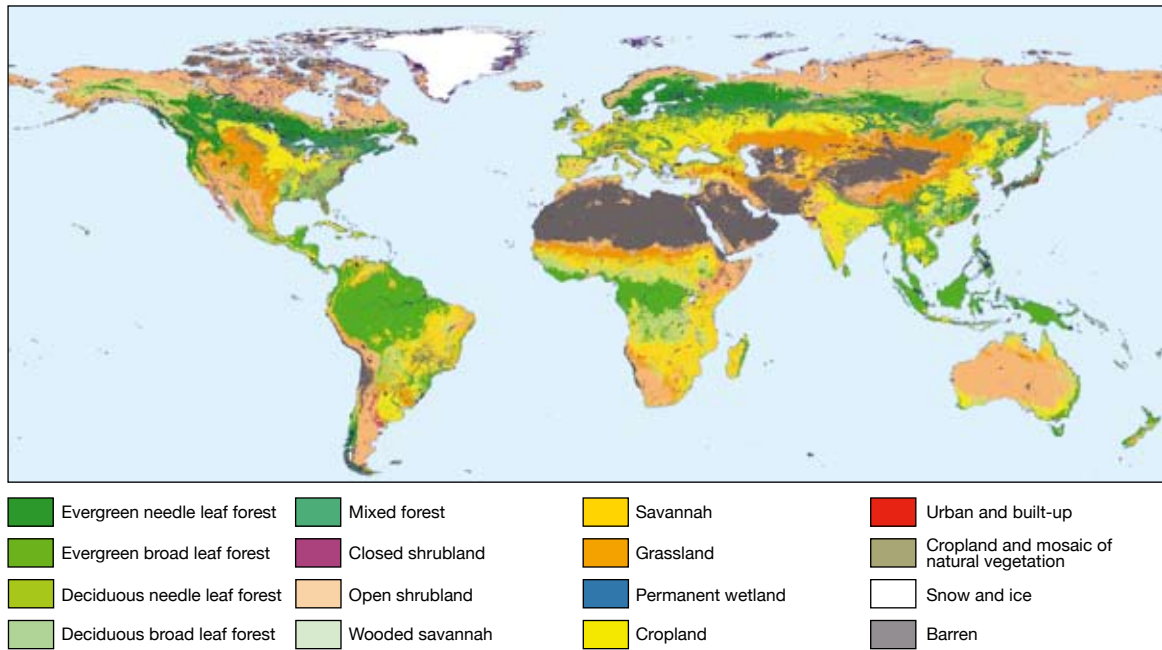 Evergreen needle leaf forest
Evergreen broad leaf forest
Deciduous needle leaf forest
Deciduous broad leaf forest
Mixed forest
Closed shrubland
Open shrubland
Wooded savannah
Savannah
Grassland
Permanent wetland
Cropland
Urban and built-up
Cropland and mosaic of
natural vegetation
Snow and ice
Barren